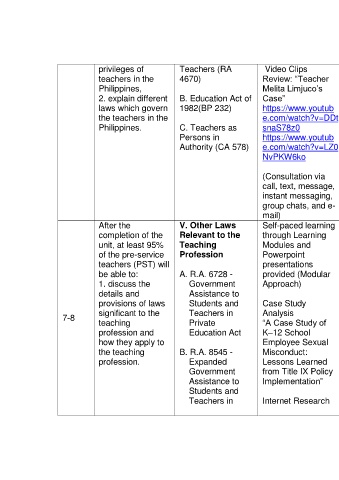 privileges of
teachers in the
Philippines,
2. explain different
laws which govern
the teachers in the
Philippines.
Teachers (RA
4670)
B. Education Act of
1982(BP 232)
C. Teachers as
Persons in
Authority (CA 578)
Video Clips
Review: “Teacher
Melita Limjuco’s
Case”
https://www.youtub
e.com/watch?v=DDt
snaS78z0
https://www.youtub
e.com/watch?v=LZ0
NvPKW6ko
(Consultation via
call, text, message,
instant messaging,
group chats, and e-
mail)
7-8
After the
completion of the
unit, at least 95%
of the pre-service
teachers (PST) will
be able to:
1. discuss the
details and
provisions of laws
significant to the
teaching
profession and
how they apply to
the teaching
profession.
V. Other Laws
Relevant to the
Teaching
Profession
A. R.A. 6728 -
Government
Assistance to
Students and
Teachers in
Private
Education Act
B. R.A. 8545 -
Expanded
Government
Assistance to
Students and
Teachers in
Self-paced learning
through Learning
Modules and
Powerpoint
presentations
provided (Modular
Approach)
Case Study
Analysis
“A Case Study of
K–12 School
Employee Sexual
Misconduct:
Lessons Learned
from Title IX Policy
Implementation”
Internet Research